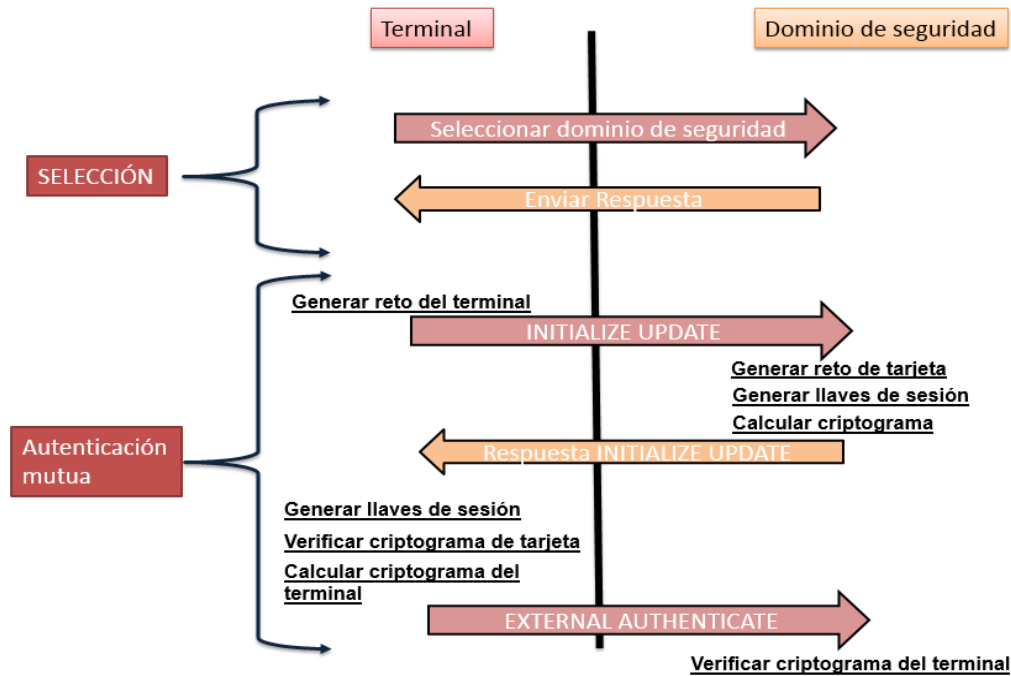 Terminal
Dominio de seguridad
Seleccionar dominio de seguridad
SELECCIÓN
Enviar Respuesta
Generar reto del terminal
INITIALIZE UPDATE
Generar reto de tarjeta
Generar llaves de sesión
Calcular criptograma
Autenticación
mutua
Respuesta INITIALIZE UPDATE
Generar llaves de sesión
Verificar criptograma de tarjeta
Calcular criptograma del
terminal
EXTERNAL AUTHENTICATE
Verificar criptograma del terminal